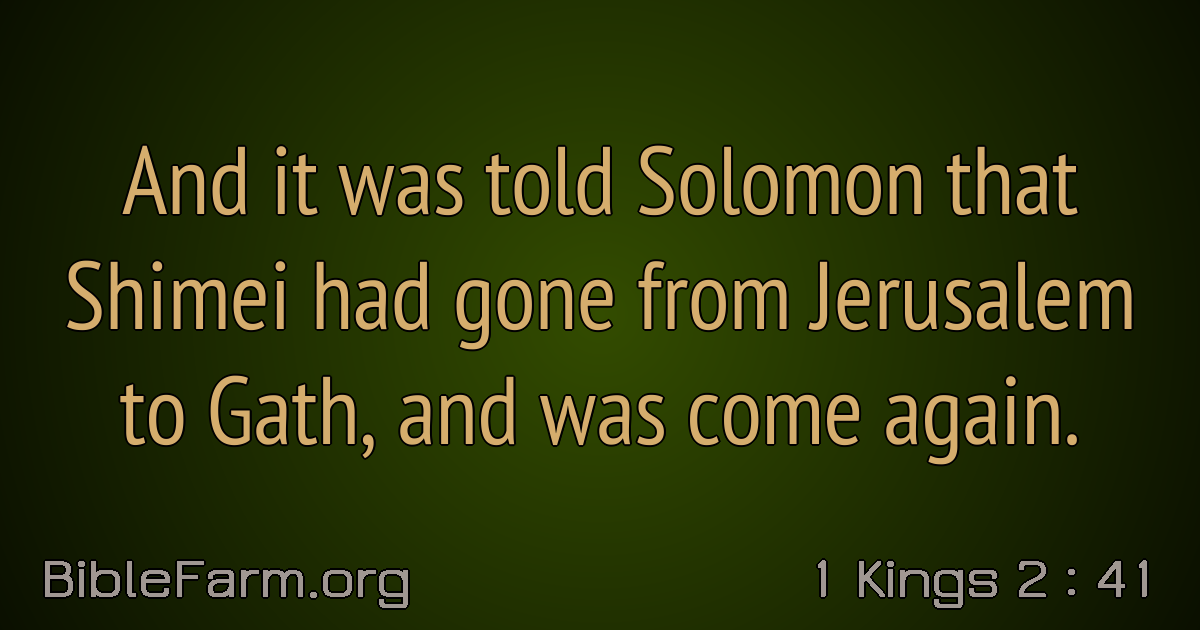 And it was told Solomon that
Shimei had gone from Jerusalem
to Gath, and was come again.
BibleFarm.org
1 Kings 2 : 41